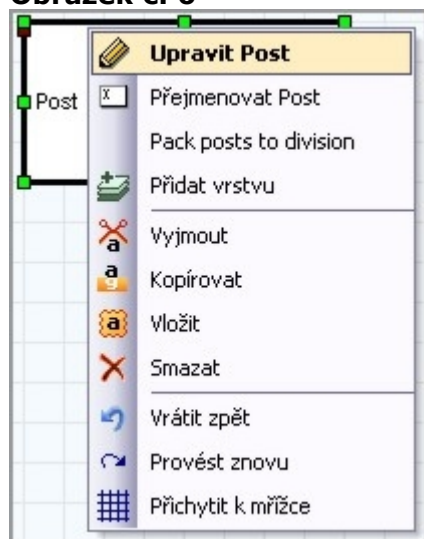 Obrázek č. 6
Upravit Post
Post
Přejmenovat Post
Pack posts to division
Přidat vrstvu
Vyjmout
Kopírovat
Vložit
Smazat
Vrátit zpět
Provést znovu
Přichytit k mřížce